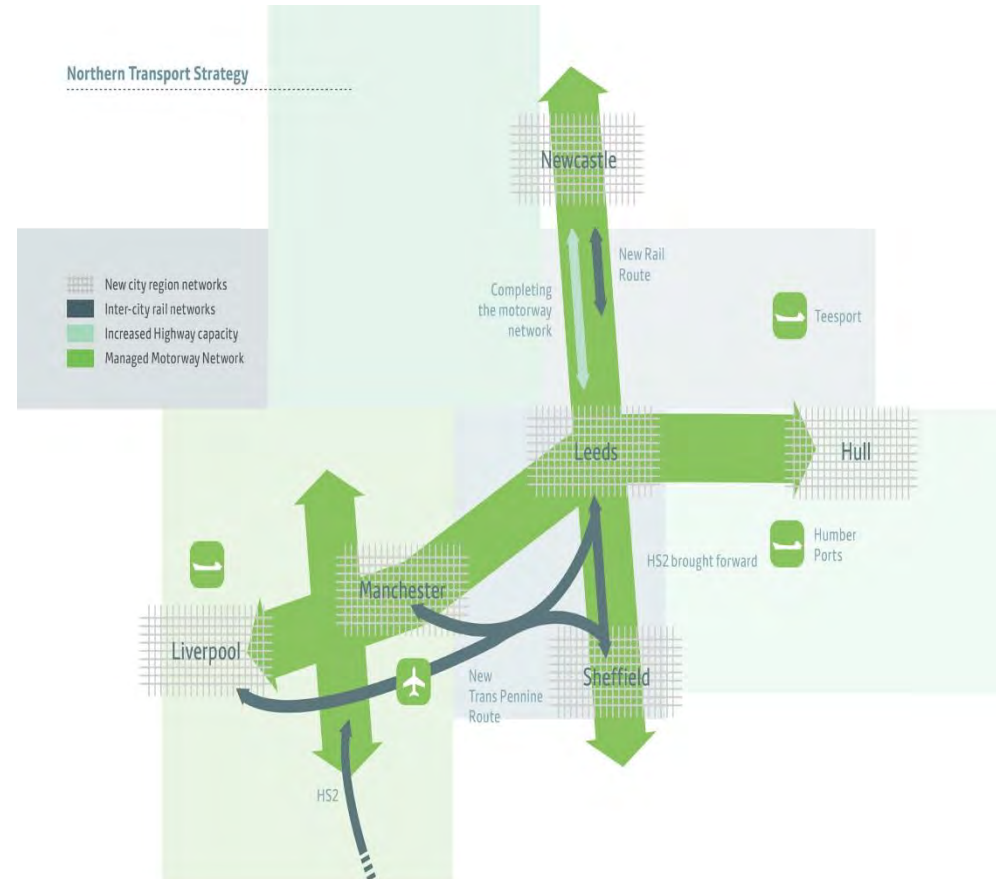 Northern Transport Strategy
Newcastle
New Rail
Route
Completing
the motorway
network
New city region networks
Inter-city rail networks
Increased Highway capacity
Managed Motorway Network
Teesport
Leeds
Hull
Humber
Ports
HS2 brought forward
Manchester
Liverpool
Sheffield
New
Trans Pennine
Route
HS2